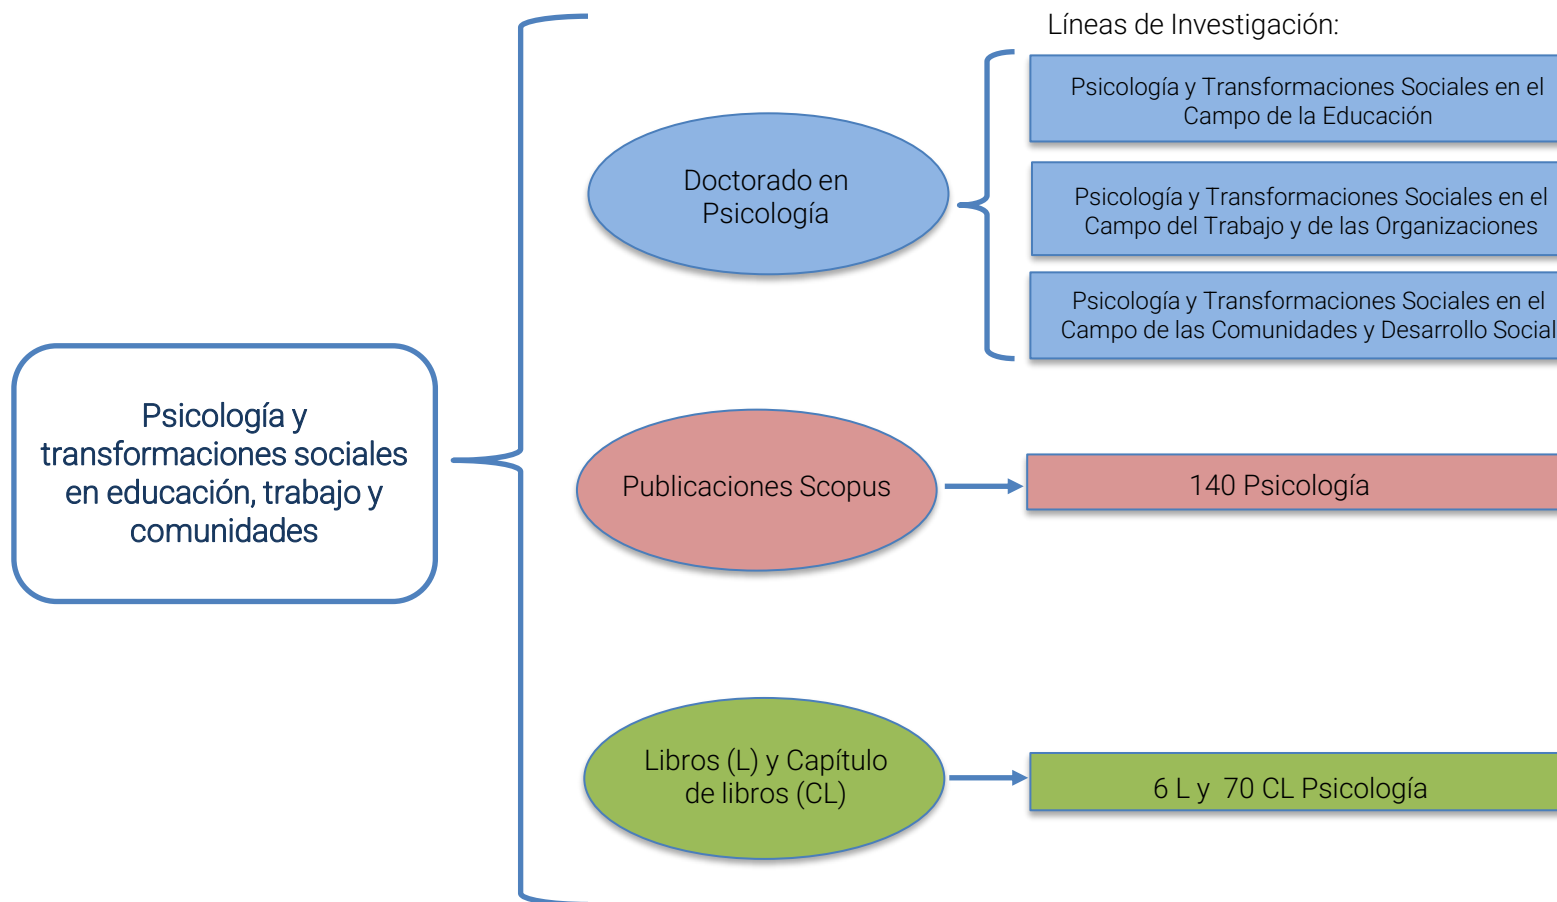 Líneas de Investigación:
Psicología y Transformaciones Sociales en el
Campo de la Educación
Doctorado en
Psicología
Psicología y Transformaciones Sociales en el
Campo del Trabajo y de las Organizaciones
Psicología y Transformaciones Sociales en el
Campo de las Comunidades y Desarrollo Social
Psicología y
transformaciones sociales
en educación, trabajo y
comunidades
Publicaciones Scopus
140 Psicología
Libros (L) y Capítulo
de libros (CL)
6 L y 70 CL Psicología